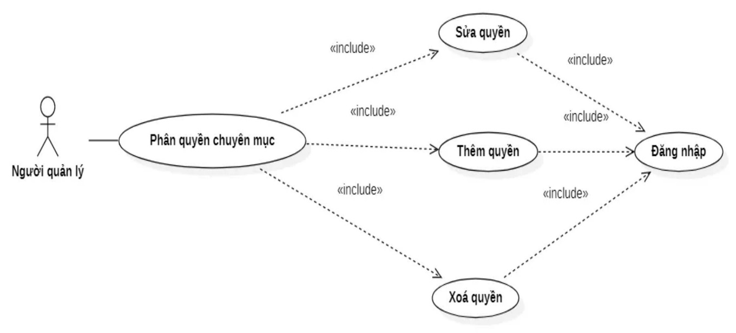 Sửa quyền
«include»
«include»
«include»
«include»
Phân quyền chuyên mục
Thêm quyền
Đăng nhập
Người quản lý
«include»
«include»
Xoá quyền